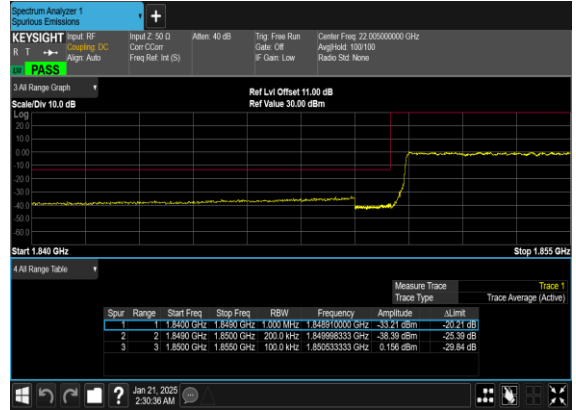 Spectrum Analyzer 1
Spurious Emissions
+
KEYSIGHT Input: RF Input Z: 50 Ω Atten: 40 dB Trig: Free Run Center Freq: 22.005000000 GHz
R T Coupling: DC Corr CCorr Gate: Off Avg|Hold: 100/100
Align: Auto Freq Ref: Int (S) IF Gain: Low Radio Std: None
PASS
3 All Range Graph
Ref Lvl Offset 11.00 dB
Scale/Div 10.0 dB Ref Value 30.00 dBm
Log
20.0
10.0
0.00
-10.0
-20.0
-30.0
-40.0
-50.0
-60.0
Start 1.840 GHz Stop 1.855 GHz
4 All Range Table
Measure Trace Trace 1
Trace Type Trace Average (Active)
Spur Range Start Freq Stop Freq RBW Frequency Amplitude ΔLimit
1 1 1.8400 GHz 1.8490 GHz 1.000 MHz 1.848910000 GHz -33.21 dBm -20.21 dB
2 2 1.8490 GHz 1.8500 GHz 200.0 kHz 1.849998333 GHz -38.39 dBm -25.39 dB
3 3 1.8500 GHz 1.8550 GHz 100.0 kHz 1.850533333 GHz 0.156 dBm -29.84 dB
?
Jan 21, 2025
2:30:36 AM